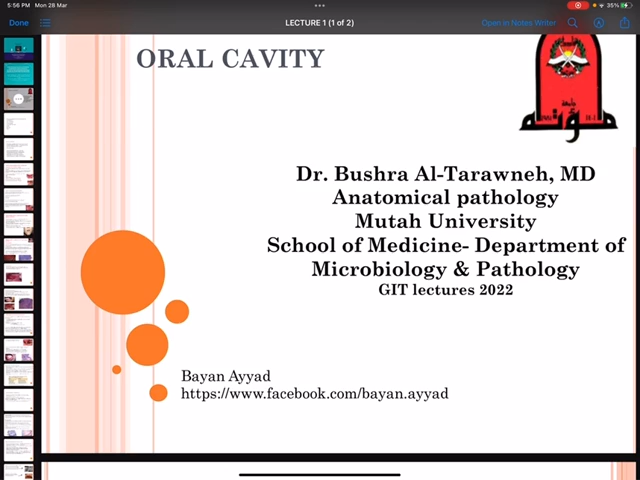 5:56 PM Mon 28 Mar
35%
Done
LECTURE 1 (1 of 2)
Open in Notes Writer
ORAL CAVITY
جامعة
مؤتة
Dr. Bushra Al-Tarawneh, MD
Anatomical pathology
Mutah University
School of Medicine- Department of
Microbiology & Pathology
GIT lectures 2022
Bayan Ayyad
https://www.facebook.com/bayan.ayyad